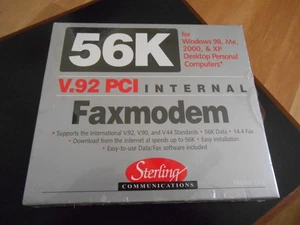 56K
for
Windows 98, Me,
2000, & XP
Desktop Personal
Computers*
V.92 PCI INTERNAL
Faxmodem
• Supports the International V.92, V.90, and V.44 Standards • 56K Data • 14.4 Fax
• Download from the internet at speeds up to 56K • Easy installation
• Easy-to-use Data/Fax software included
Sterling
COMMUNICATIONS